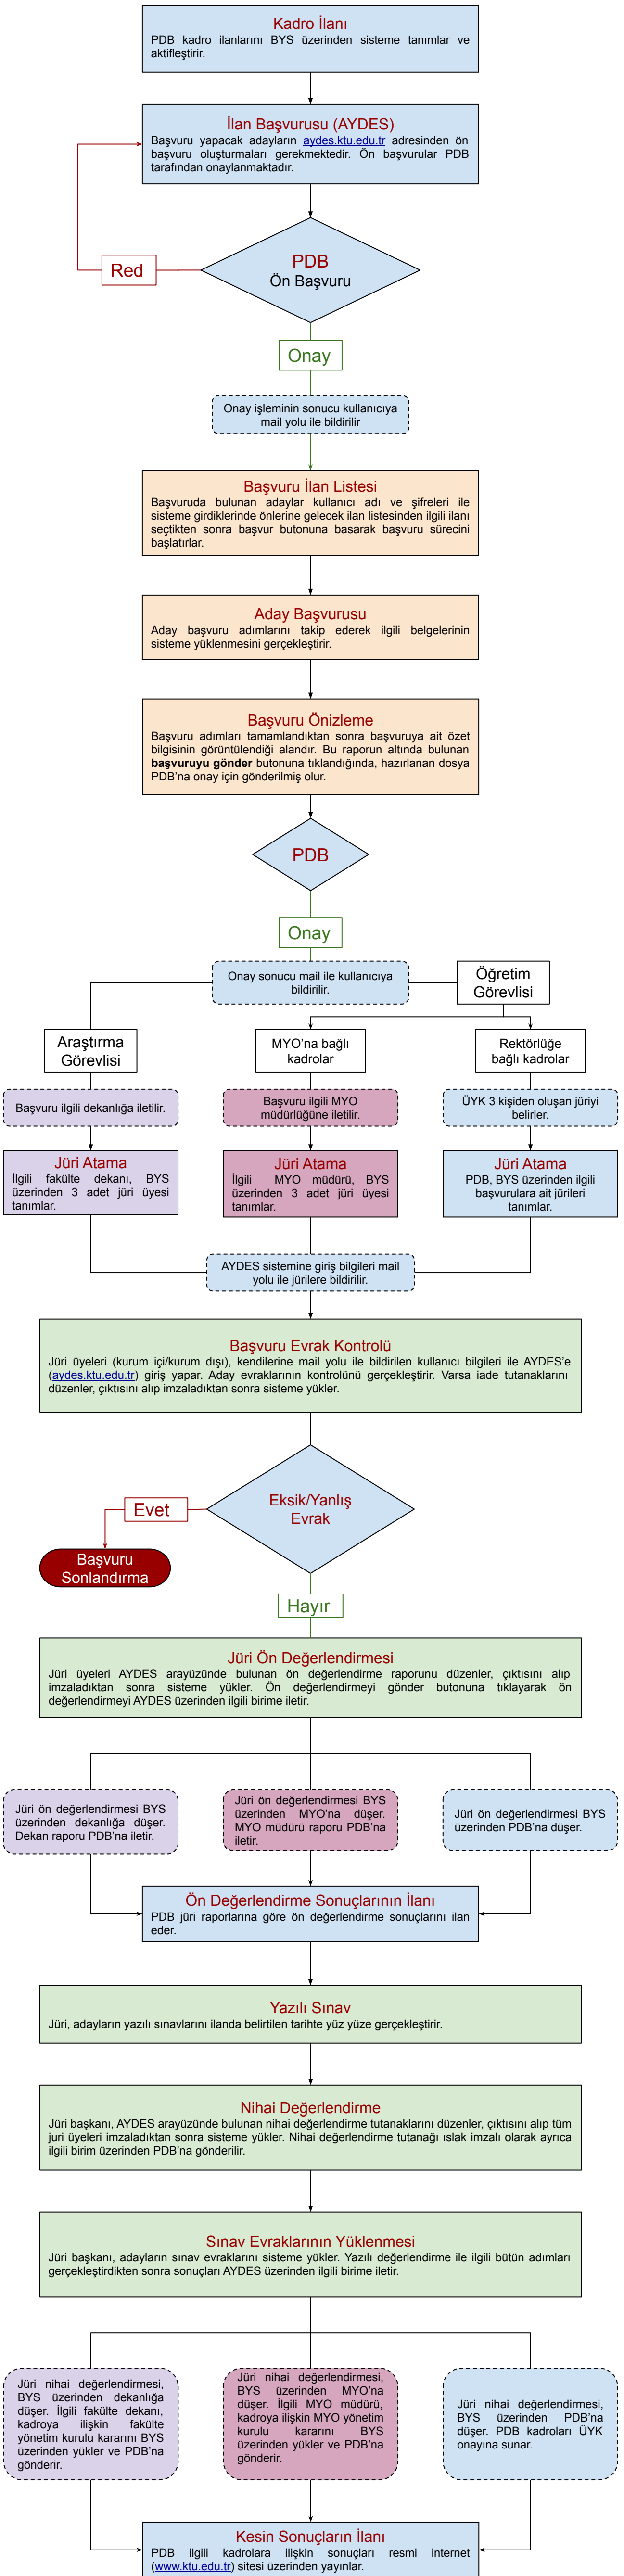 Kadro İlanı
PDB kadro ilanlarını BYS üzerinden sisteme tanımlar ve
aktifleştirir.
İlan Başvurusu (AYDES)
Başvuru yapacak adayların aydes.ktu.edu.tr adresinden ön
başvuru oluşturmaları gerekmektedir. Ön başvurular PDB
tarafından onaylanmaktadır.
PDB
Ön Başvuru
Red
Onay
Onay işleminin sonucu kullanıcıya
mail yolu ile bildirilir
Başvuru İlan Listesi
Başvuruda bulunan adaylar kullanıcı adı ve şifreleri ile
sisteme girdiklerinde önlerine gelecek ilan listesinden ilgili ilanı
seçtikten sonra başvur butonuna basarak başvuru sürecini
başlatırlar.
Aday Başvurusu
Aday başvuru adımlarını takip ederek ilgili belgelerinin
sisteme yüklenmesini gerçekleştirir.
Başvuru Önizleme
Başvuru adımları tamamlandıktan sonra başvuruya ait özet
bilgisinin görüntülendiği alandır. Bu raporun altında bulunan
başvuruyu gönder butonuna tıklandığında, hazırlanan dosya
PDB'na onay için gönderilmiş olur.
PDB
Onay
Onay sonucu mail ile kullanıcıya
bildirilir.
Öğretim
Görevlisi
Araştırma
Görevlisi
MYO'na bağlı
kadrolar
Rektörlüğe
bağlı kadrolar
Başvuru ilgili dekanlığa iletilir.
Başvuru ilgili MYO
müdürlüğüne iletilir.
ÜYK 3 kişiden oluşan jüriyi
belirler.
Jüri Atama
İlgili fakülte dekanı, BYS
üzerinden 3 adet jüri üyesi
tanımlar.
Jüri Atama
İlgili MYO müdürü, BYS
üzerinden 3 adet jüri üyesi
tanımlar.
Jüri Atama
PDB, BYS üzerinden ilgili
başvurulara ait jürileri
tanımlar.
AYDES sistemine giriş bilgileri mail
yolu ile jürilere bildirilir.
Başvuru Evrak Kontrolü
Jüri üyeleri (kurum içi/kurum dışı), kendilerine mail yolu ile bildirilen kullanıcı bilgileri ile AYDES'e
(aydes.ktu.edu.tr) giriş yapar. Aday evraklarının kontrolünü gerçekleştirir. Varsa iade tutanaklarını
düzenler, çıktısını alıp imzaladıktan sonra sisteme yükler.
Eksik/Yanlış
Evrak
Evet
Başvuru
Sonlandırma
Hayır
Jüri Ön Değerlendirmesi
Jüri üyeleri AYDES arayüzünde bulunan ön değerlendirme raporunu düzenler, çıktısını alıp
imzaladıktan sonra sisteme yükler. Ön değerlendirmeyi gönder butonuna tıklayarak ön
değerlendirmeyi AYDES üzerinden ilgili birime iletir.
Jüri ön değerlendirmesi BYS
üzerinden dekanlığa düşer.
Dekan raporu PDB'na iletir.
Jüri ön değerlendirmesi BYS
üzerinden MYO'na düşer.
MYO müdürü raporu PDB'na
iletir.
Jüri ön değerlendirmesi BYS
üzerinden PDB'na düşer.
Ön Değerlendirme Sonuçlarının İlanı
PDB jüri raporlarına göre ön değerlendirme sonuçlarını ilan
eder.
Yazılı Sınav
Jüri, adayların yazılı sınavlarını ilanda belirtilen tarihte yüz yüze gerçekleştirir.
Nihai Değerlendirme
Jüri başkanı, AYDES arayüzünde bulunan nihai değerlendirme tutanaklarını düzenler, çıktısını alıp tüm
juri üyeleri imzaladıktan sonra sisteme yükler. Nihai değerlendirme tutanağı ıslak imzalı olarak ayrıca
ilgili birim üzerinden PDB'na gönderilir.
Sınav Evraklarının Yüklenmesi
Jüri başkanı, adayların sınav evraklarını sisteme yükler. Yazılı değerlendirme ile ilgili bütün adımları
gerçekleştirdikten sonra sonuçları AYDES üzerinden ilgili birime iletir.
Jüri nihai değerlendirmesi,
BYS üzerinden dekanlığa
düşer. İlgili fakülte dekanı,
kadroya ilişkin fakülte
yönetim kurulu kararını BYS
üzerinden yükler ve PDB'na
gönderir.
Jüri nihai değerlendirmesi,
BYS üzerinden MYO'na
düşer. İlgili MYO müdürü,
kadroya ilişkin MYO yönetim
kurulu kararını BYS
üzerinden yükler ve PDB'na
gönderir.
Jüri nihai değerlendirmesi,
BYS üzerinden PDB'na
düşer. PDB kadroları ÜYK
onayına sunar.
Kesin Sonuçların İlanı
PDB ilgili kadrolara ilişkin sonuçları resmi internet
(www.ktu.edu.tr) sitesi üzerinden yayınlar.